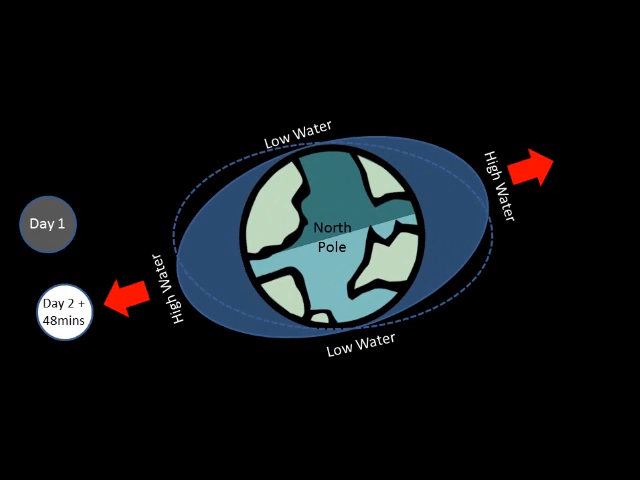 Low Water
High Water
Day 1
North
Pole
High Water
Day 2 +
48mins
Low Water